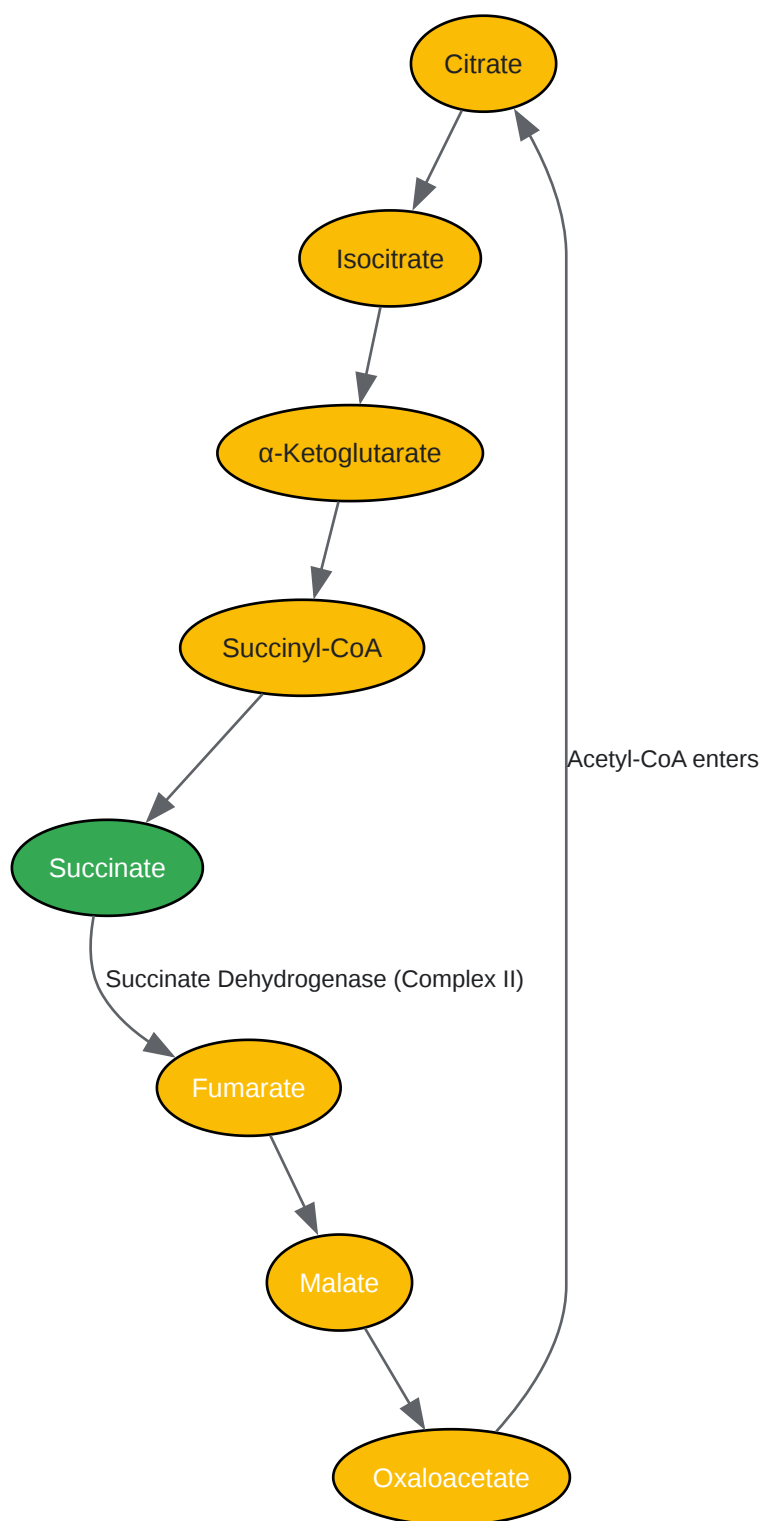 Citrate
Isocitrate
α-Ketoglutarate
Succinyl-CoA
Acetyl-CoA enters
Succinate
Succinate Dehydrogenase (Complex II)
Fumarate
Malate
Oxaloacetate